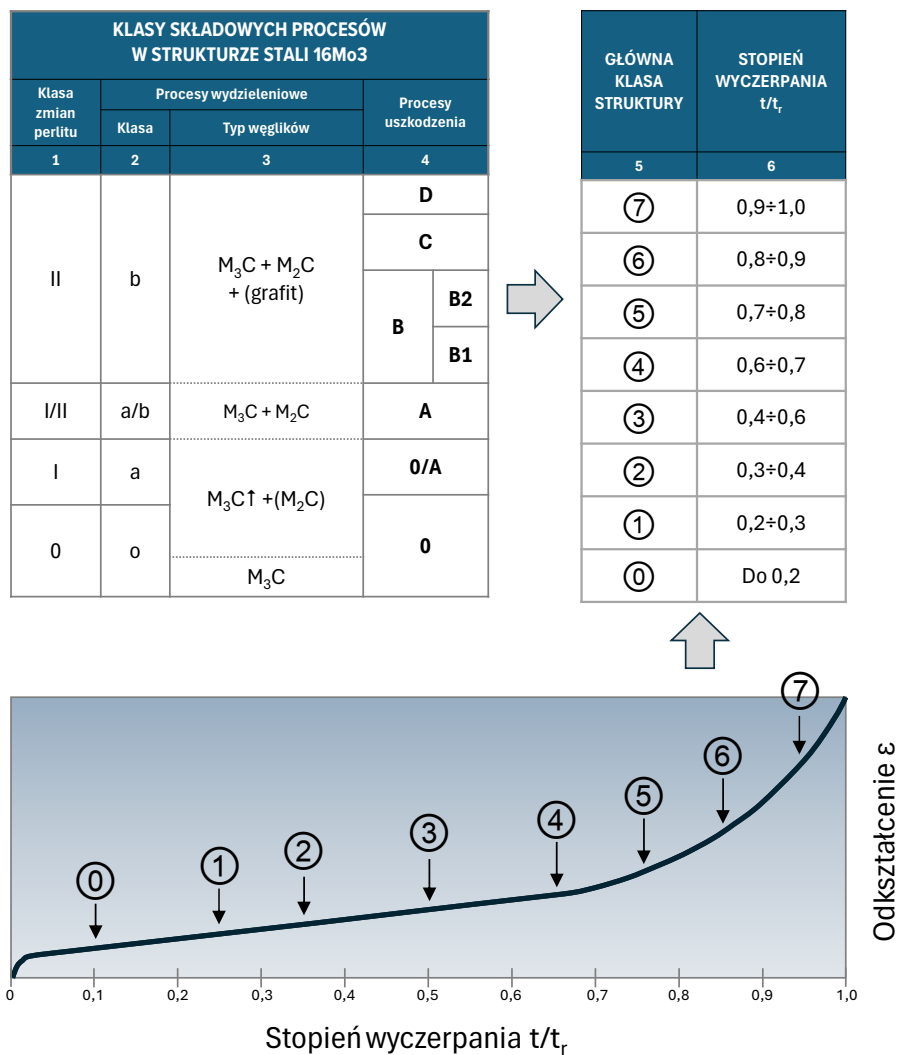 KLASY SKŁADOWYCH PROCESÓW
W STRUKTURZE STALI 16Mo3
Klasa
zmian
perlitu
Procesy wydzieleniowe
Klasa
Typ węglików
Procesy
uszkodzenia
1
2
3
4
II
b
M₃C + M₂C
+ (grafit)
D
C
B
B2
B1
I/II
a/b
M₃C + M₂C
A
I
a
M₃C↑ +(M₂C)
0/A
0
o
0
M₃C
GŁÓWNA
KLASA
STRUKTURY
STOPIEŃ
WYCZERPANIA
t/tᵣ
5
6
⑦ 0,9÷1,0
⑥ 0,8÷0,9
⑤ 0,7÷0,8
④ 0,6÷0,7
③ 0,4÷0,6
② 0,3÷0,4
① 0,2÷0,3
⓪ Do 0,2
⓪
①
②
③
④
⑤
⑥
⑦
Odkształcenie ε
0 0,1 0,2 0,3 0,4 0,5 0,6 0,7 0,8 0,9 1,0
Stopień wyczerpania t/tᵣ